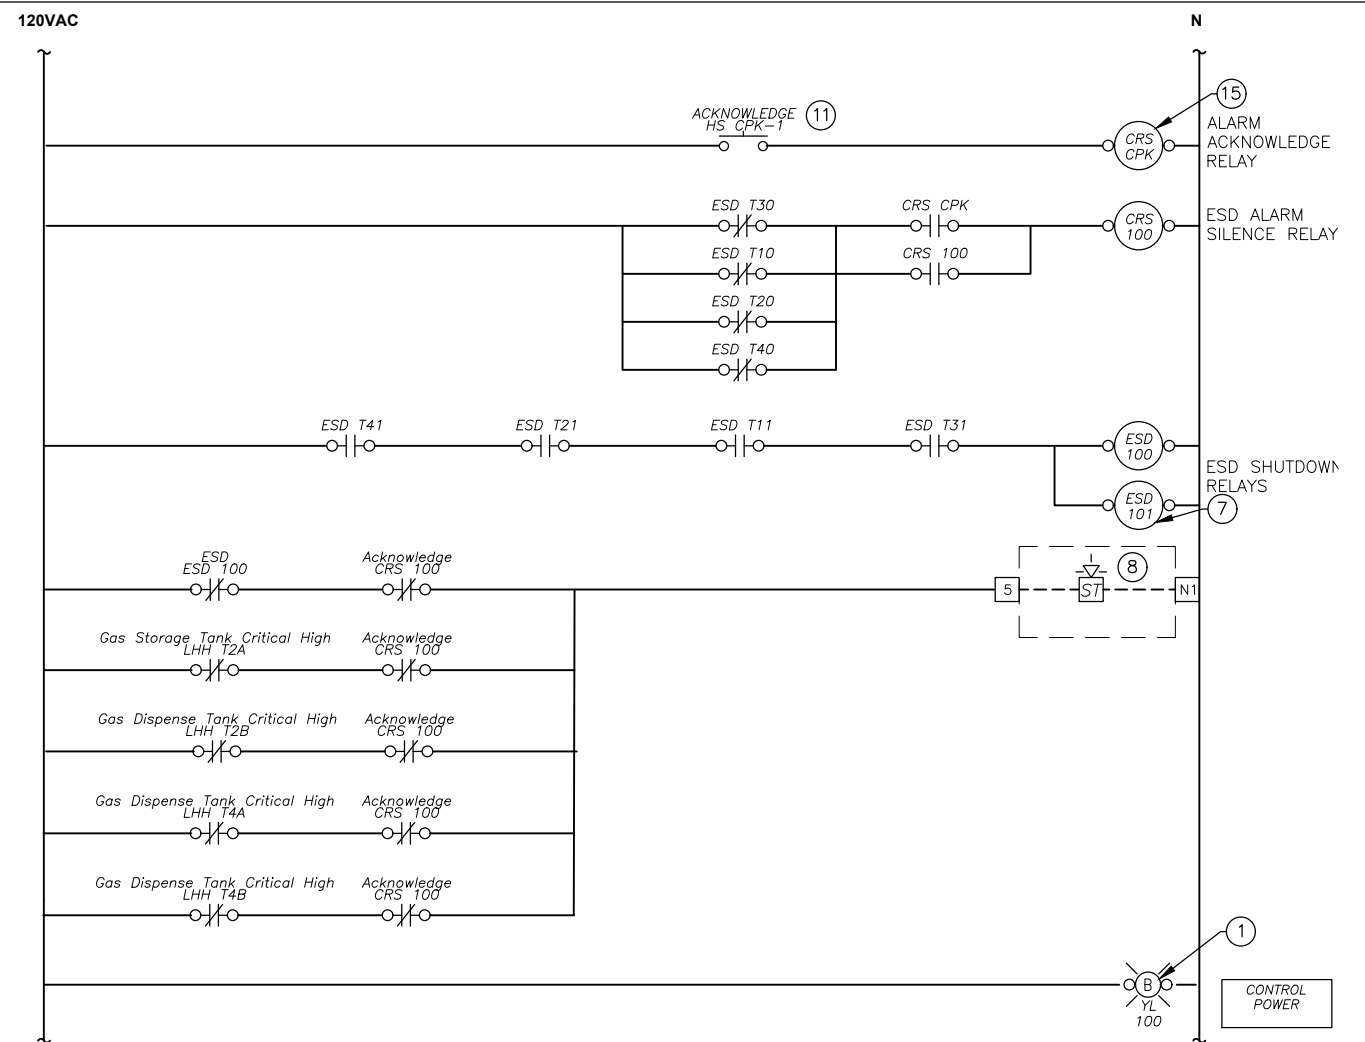 120VAC
N
15
ACKNOWLEDGE
HS CPK-1
11
CRS
CPK
ALARM
ACKNOWLEDGE
RELAY
ESD T30
CRS CPK
CRS
100
ESD ALARM
SILENCE RELAY
ESD T10
CRS 100
ESD T20
ESD T40
ESD T41
ESD T21
ESD T11
ESD T31
ESD
100
ESD SHUTDOWN
RELAYS
ESD
101
7
ESD
ESD 100
Acknowledge
CRS 100
8
5
ST
N1
Gas Storage Tank Critical High
LHH T2A
Acknowledge
CRS 100
Gas Dispense Tank Critical High
LHH T2B
Acknowledge
CRS 100
Gas Dispense Tank Critical High
LHH T4A
Acknowledge
CRS 100
Gas Dispense Tank Critical High
LHH T4B
Acknowledge
CRS 100
1
B
YL
100
CONTROL
POWER